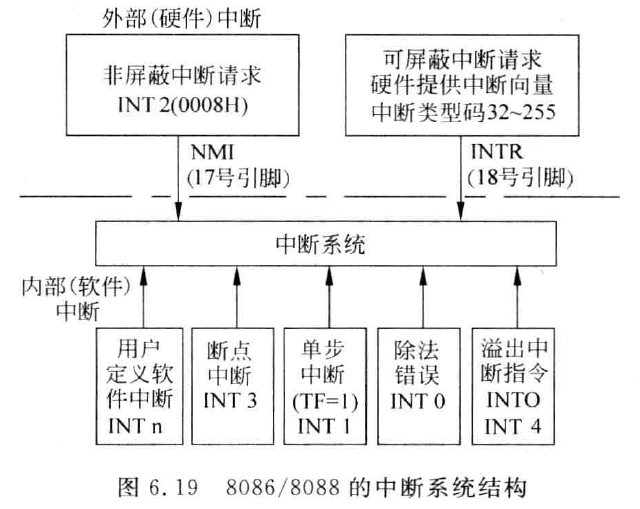 外部(硬件)中断
非屏蔽中断请求
INT 2(0008H)
可屏蔽中断请求
硬件提供中断向量
中断类型码32~255
NMI
(17号引脚)
INTR
(18号引脚)
中断系统
内部(软件)
中断
用户
定义软
件中断
INT n
断点
中断
INT 3
单步
中断
(TF=1)
INT 1
除法
错误
INT 0
溢出中
断指令
INTO
INT 4
图 6.19 8086/8088 的中断系统结构